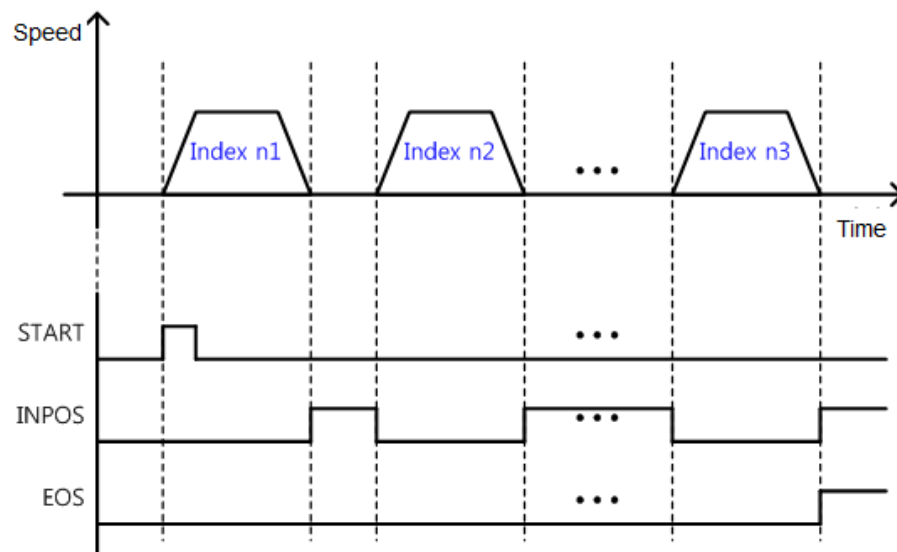 Speed
Index n1
Index n2
Index n3
Time
START
INPOS
EOS